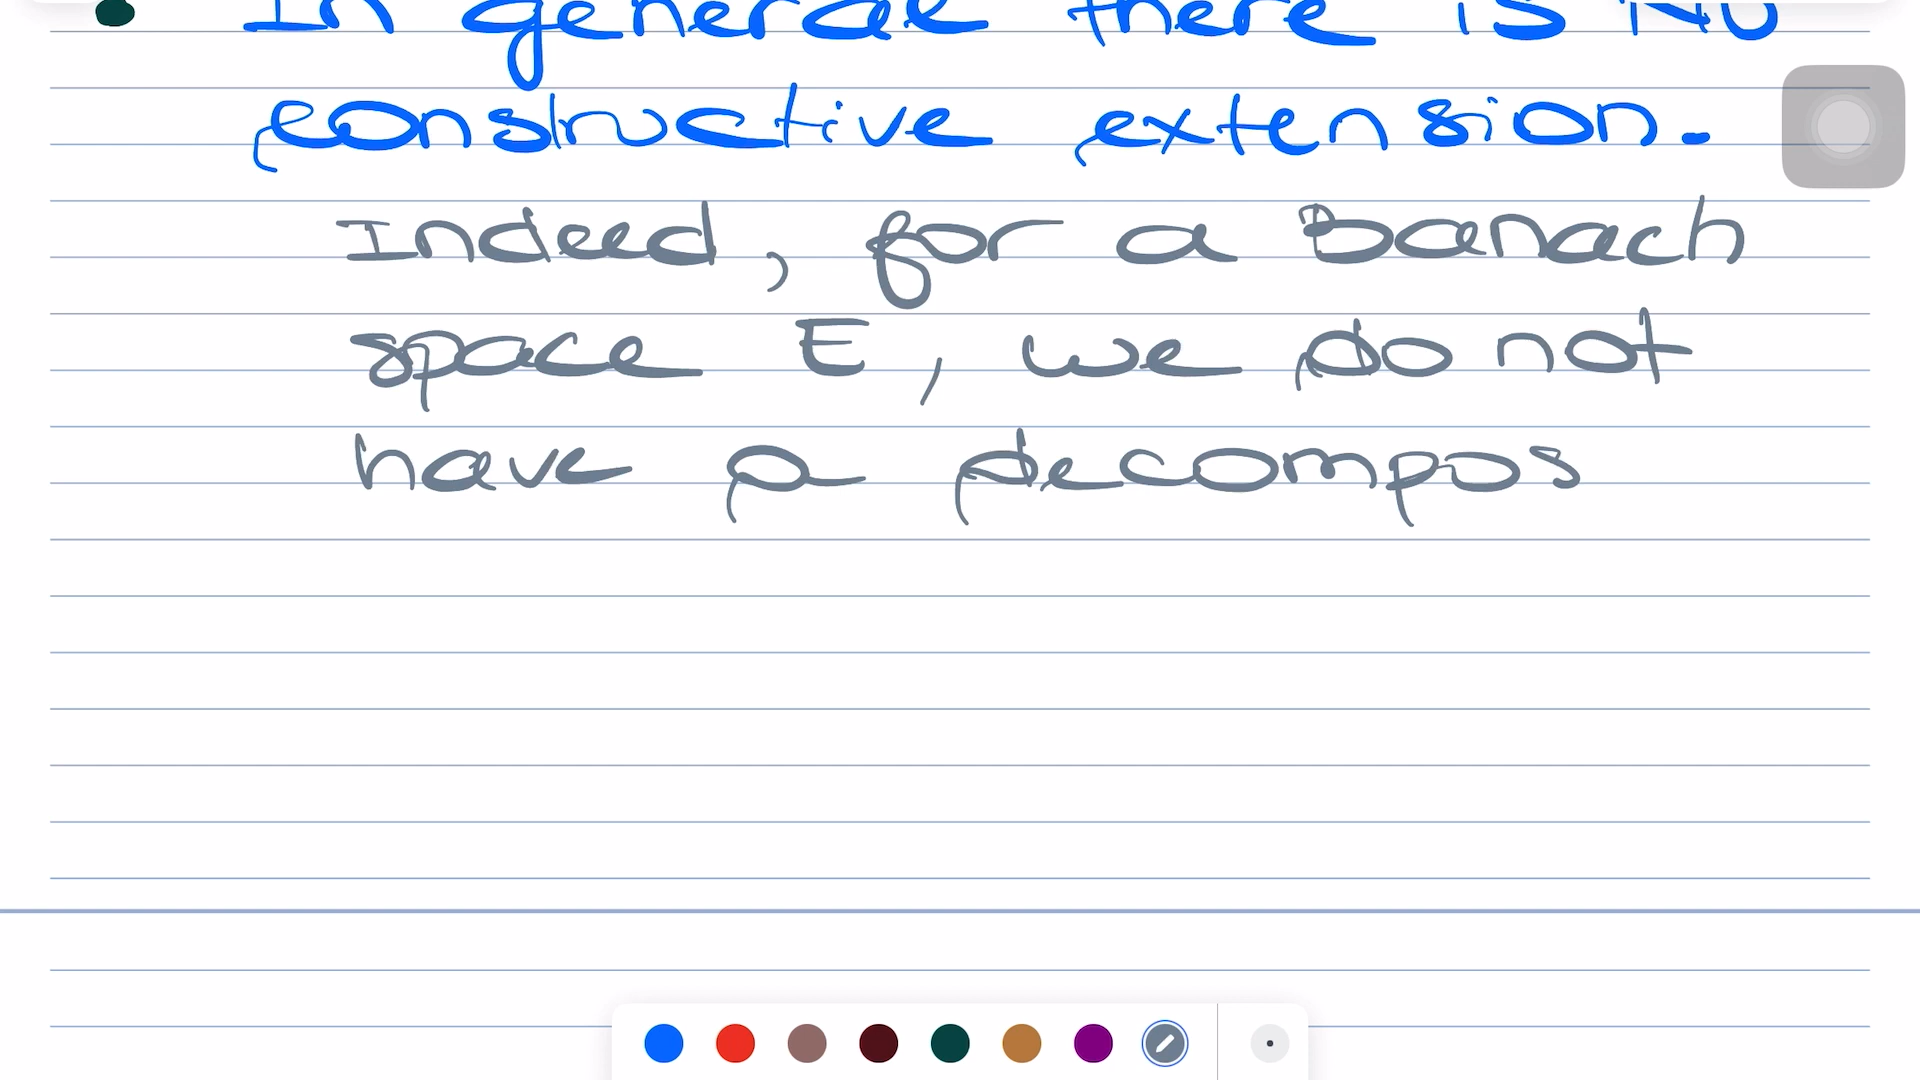 In general there is NO
constructive extension.
Indeed, for a Banach
space E, we do not
have a decompos